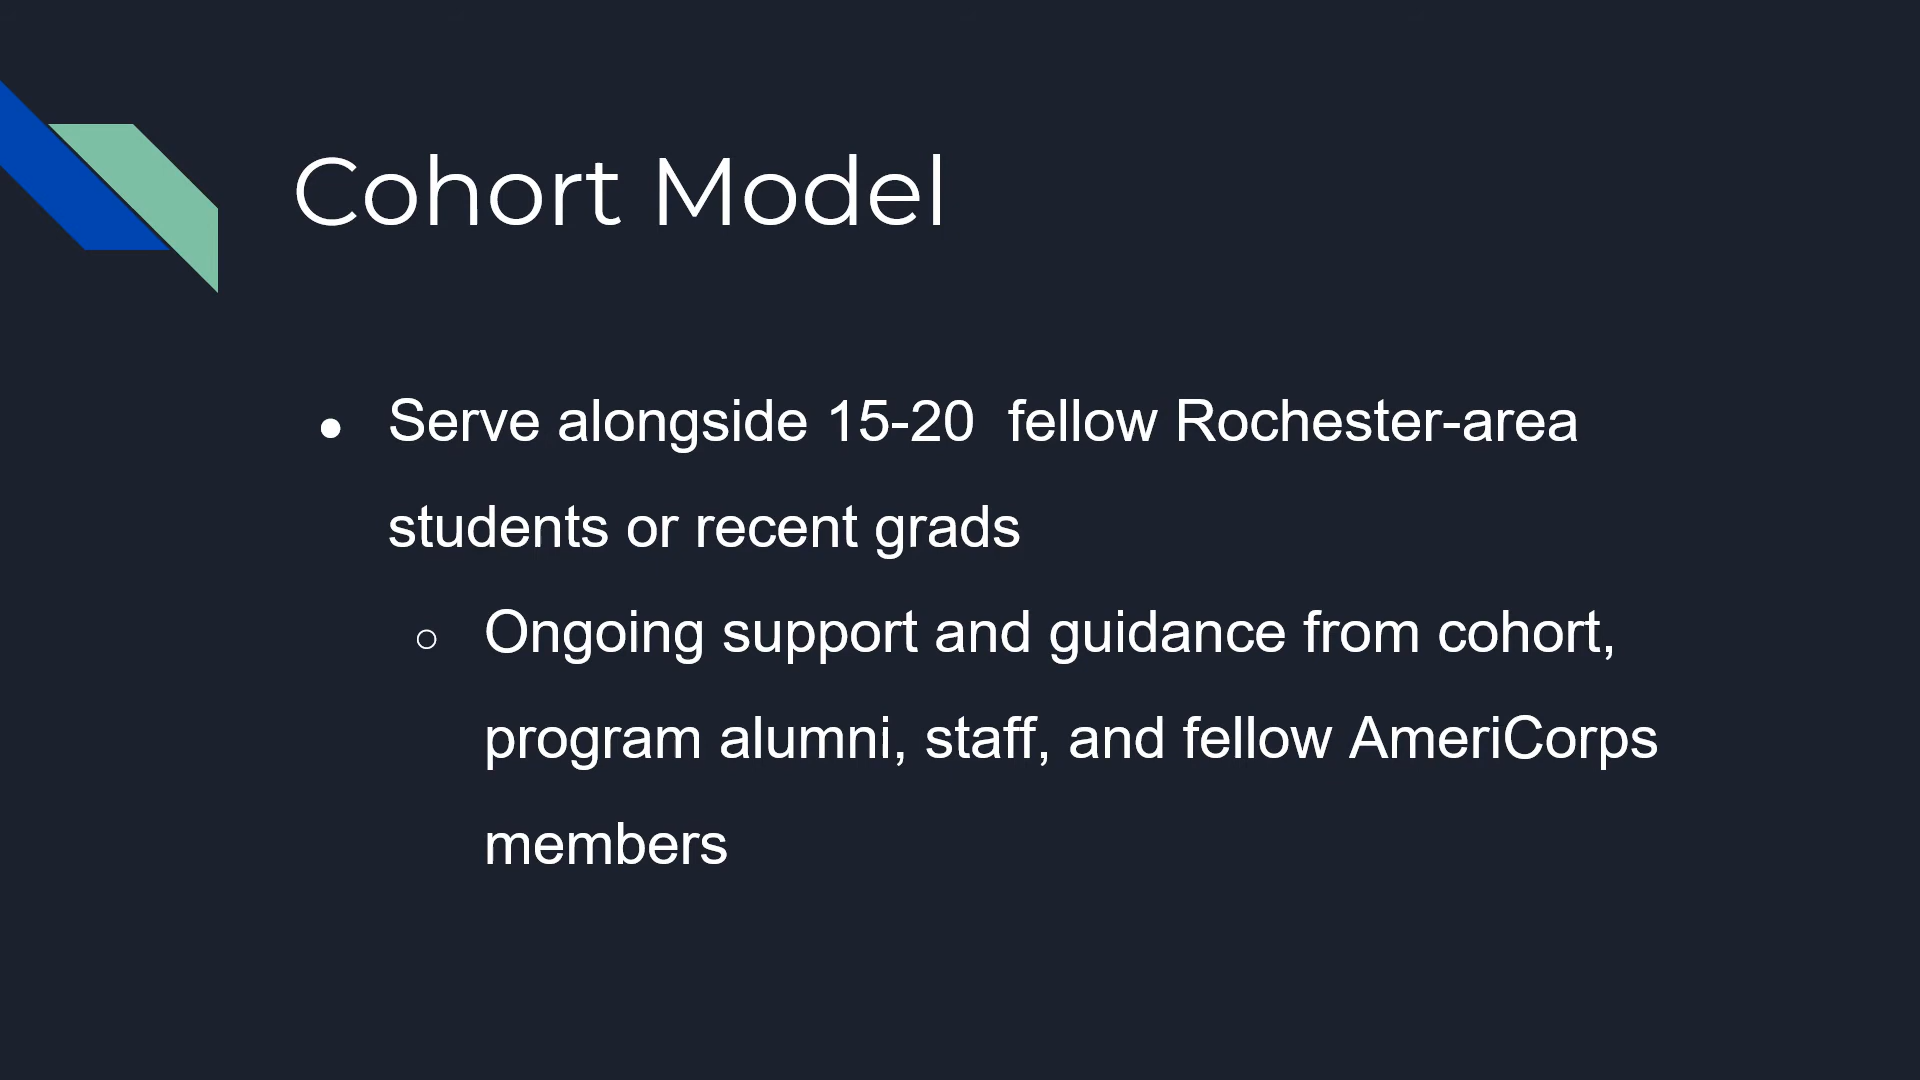 Cohort Model
● Serve alongside 15-20  fellow Rochester-area
students or recent grads
○ Ongoing support and guidance from cohort,
program alumni, staff, and fellow AmeriCorps
members